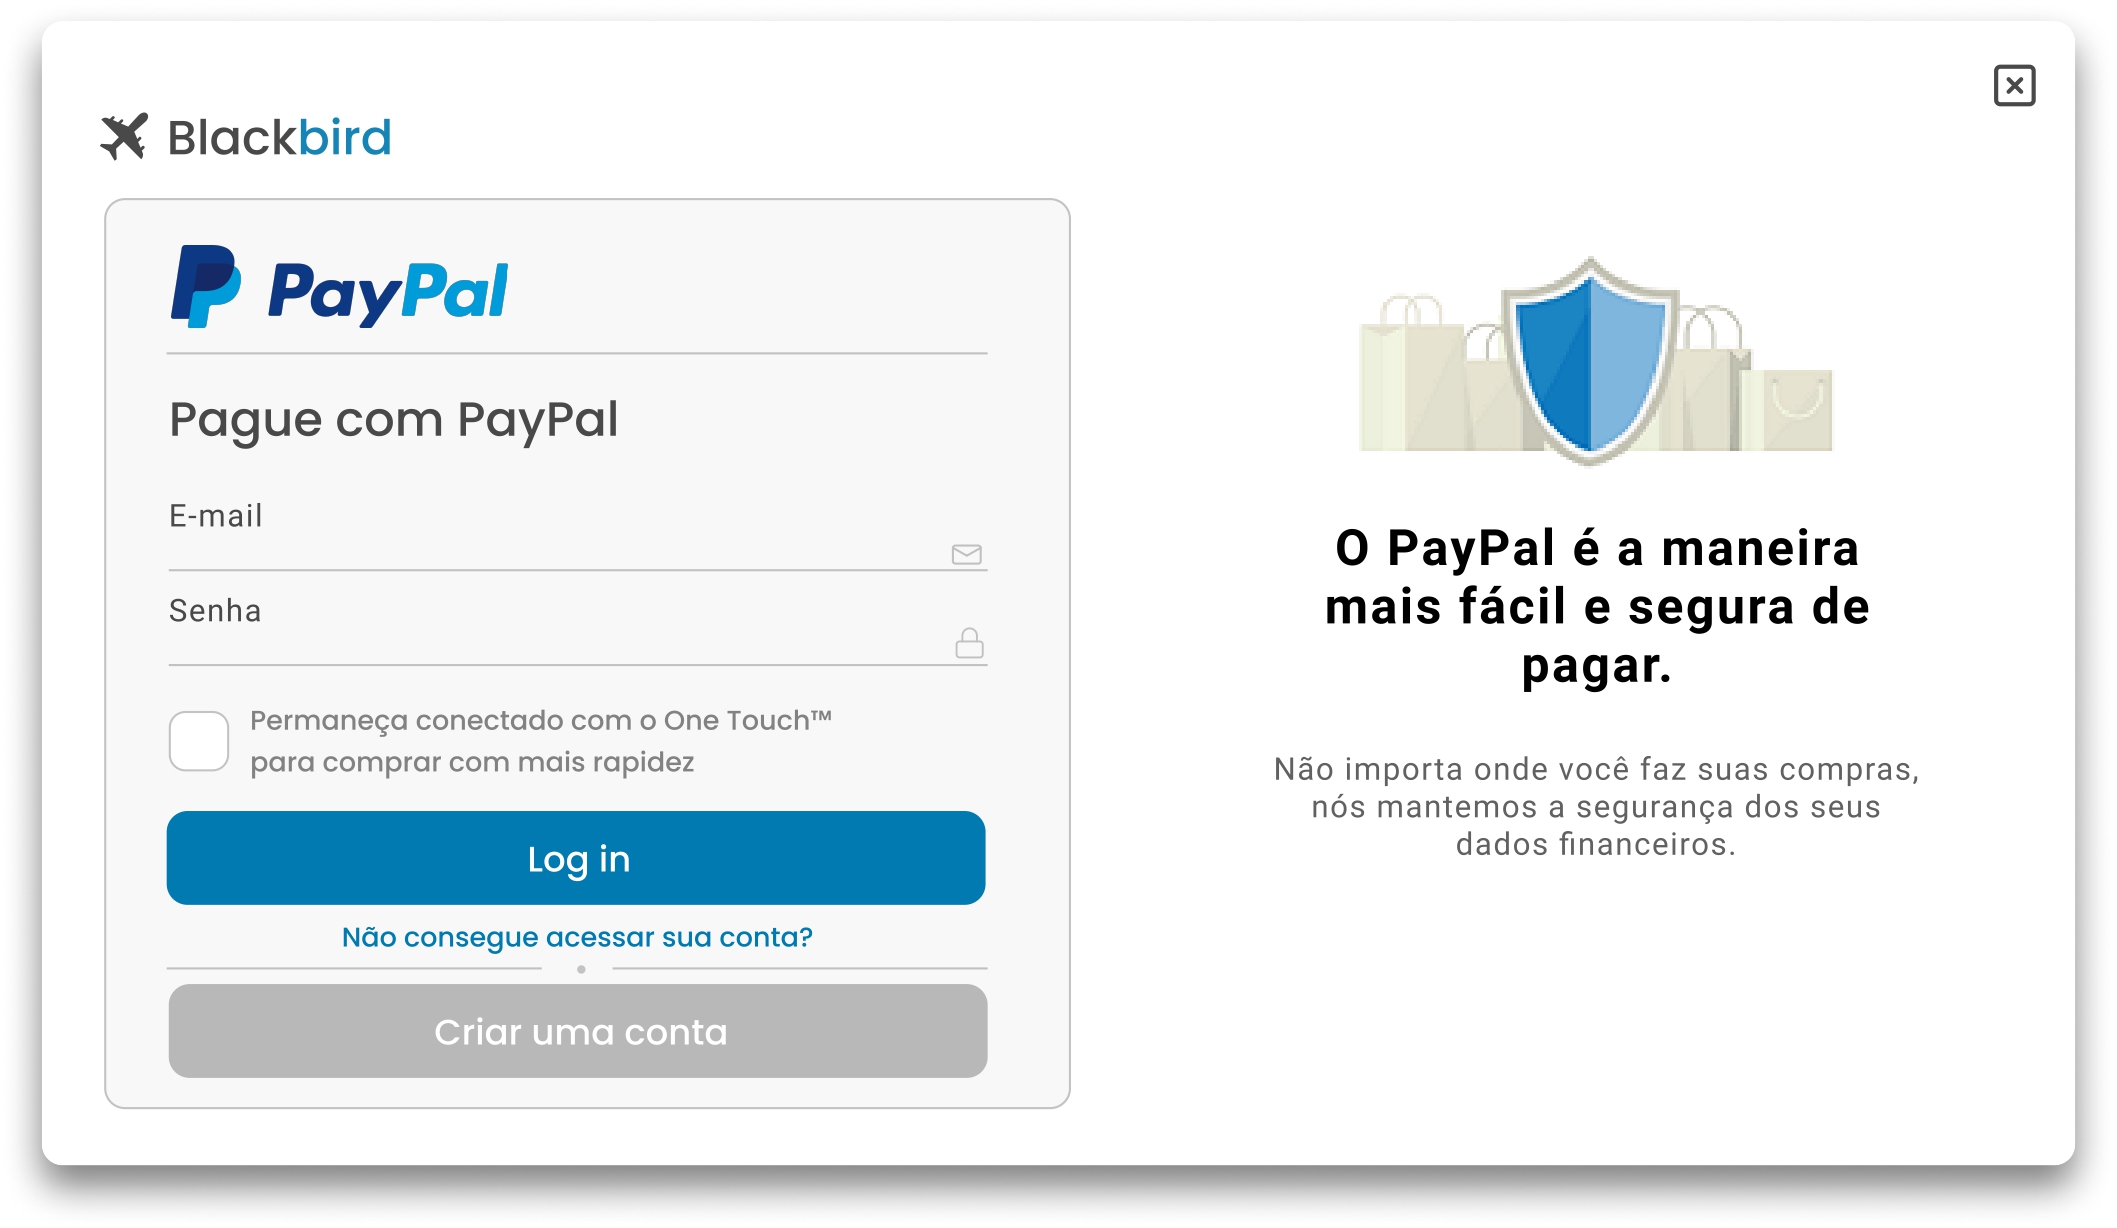 Blackbird
PayPal
Pague com PayPal
E-mail
Senha
Permaneça conectado com o One Touch™
para comprar com mais rapidez
Log in
Não consegue acessar sua conta?
Criar uma conta
O PayPal é a maneira
mais fácil e segura de
pagar.
Não importa onde você faz suas compras,
nós mantemos a segurança dos seus
dados financeiros.